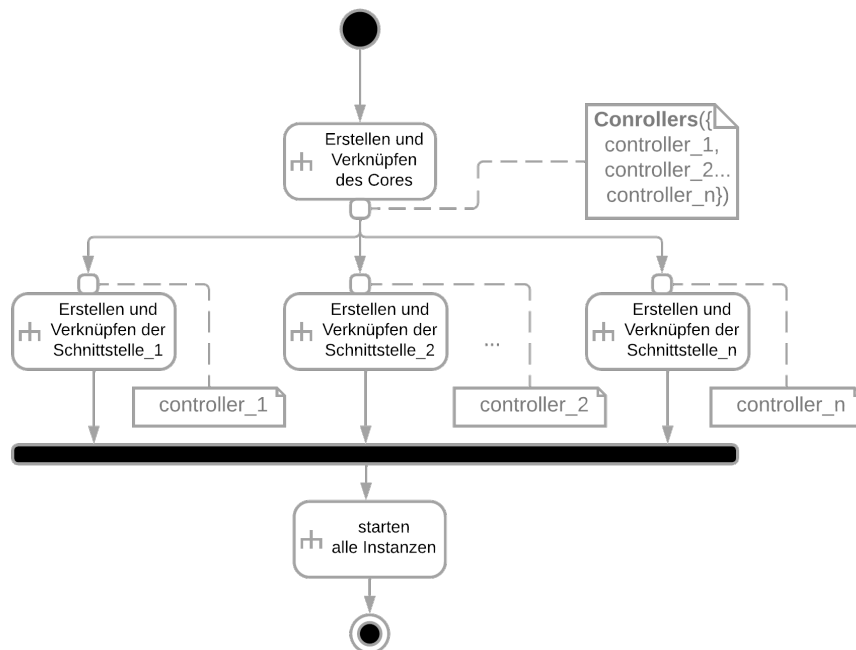 Erstellen und
Verknüpfen
des Cores
Conrollers({
controller_1,
controller_2...
controller_n})
Erstellen und
Verknüpfen der
Schnittstelle_1
Erstellen und
Verknüpfen der
Schnittstelle_2
...
Erstellen und
Verknüpfen der
Schnittstelle_n
controller_1
controller_2
controller_n
starten
alle Instanzen